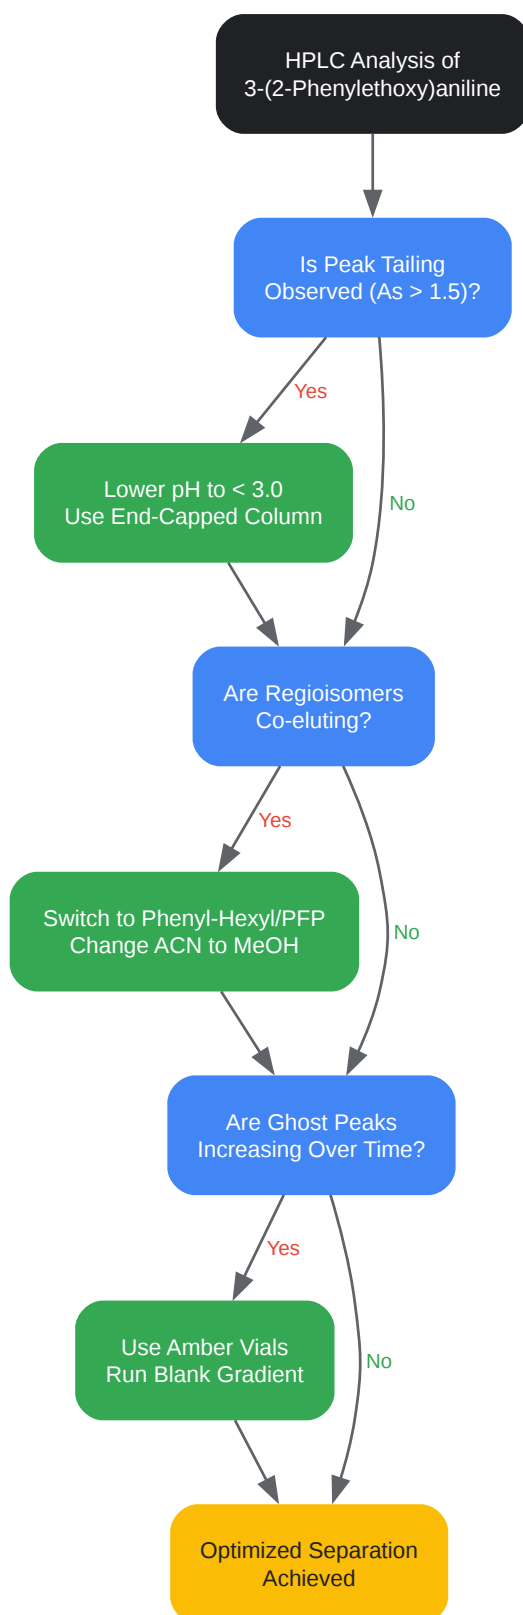 HPLC Analysis of
3-(2-Phenylethoxy)aniline
Is Peak Tailing
Observed (As > 1.5)?
Yes
Lower pH to < 3.0
Use End-Capped Column
No
Are Regioisomers
Co-eluting?
Yes
Switch to Phenyl-Hexyl/PFP
Change ACN to MeOH
No
Are Ghost Peaks
Increasing Over Time?
Yes
Use Amber Vials
Run Blank Gradient
No
Optimized Separation
Achieved